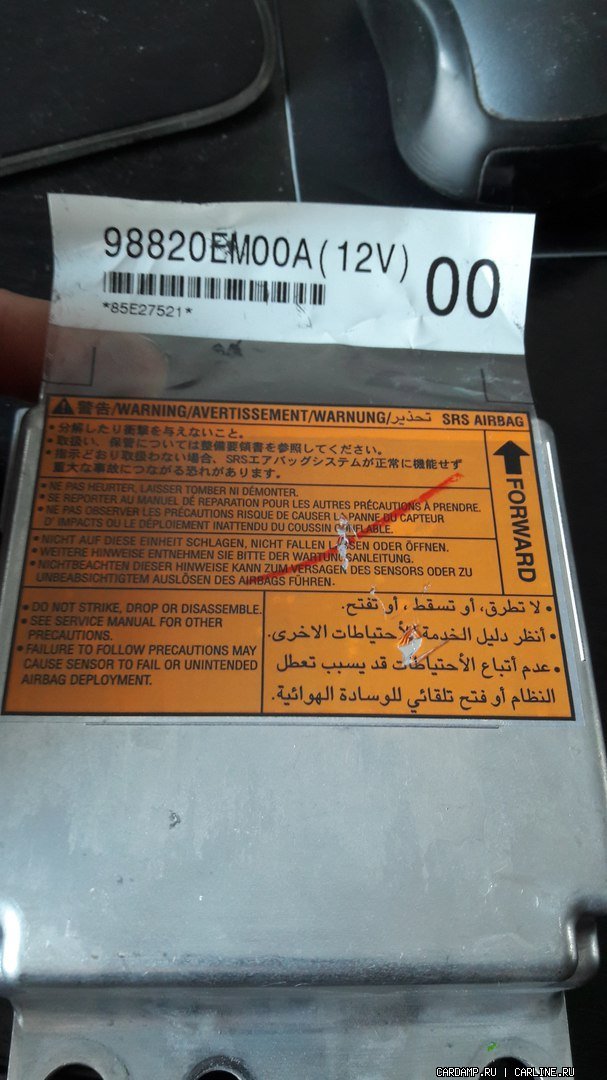 98820EM00A(12V) 00
*85E27521*
警告/WARNING/AVERTISSEMENT/WARNUNG/تحذير SRS AIRBAG
• 分解したり衝撃を与えないこと。
• 取扱い、保管については整備要領書を参照してください。
• 指示どおり取扱わない場合、SRSエアバッグシステムが正常に機能せず
重大な事故につながる恐れがあります。
• NE PAS HEURTER, LAISSER TOMBER NI DÉMONTER.
• SE REPORTER AU MANUEL DE RÉPARATION POUR LES AUTRES PRÉCAUTIONS À PRENDRE.
• NE PAS OBSERVER LES PRÉCAUTIONS RISQUE DE CAUSER LA PANNE DU CAPTEUR
D' IMPACTS OU LE DÉPLOIEMENT INATTENDU DU COUSSIN GONFLABLE.
• NICHT AUF DIESE EINHEIT SCHLAGEN, NICHT FALLEN LASSEN ODER ÖFFNEN.
• WEITERE HINWEISE ENTNEHMEN SIE BITTE DER WARTUNGSANLEITUNG.
• NICHTBEACHTEN DIESER HINWEISE KANN ZUM VERSAGEN DES SENSORS ODER ZU
UNBEABSICHTIGTEM AUSLÖSEN DES AIRBAGS FÜHREN.
FORWARD
• DO NOT STRIKE, DROP OR DISASSEMBLE.
• SEE SERVICE MANUAL FOR OTHER
PRECAUTIONS.
• FAILURE TO FOLLOW PRECAUTIONS MAY
CAUSE SENSOR TO FAIL OR UNINTENDED
AIRBAG DEPLOYMENT.
• لا تطرق، أو تسقط ، أو تفتح.
• أنظر دليل الخدمة للأحتياطات الاخرى.
• عدم أتباع الأحتياطات قد يسبب تعطل
النظام أو فتح تلقائي للوسادة الهوائية.
CARDAMP.RU | CARLINE.RU